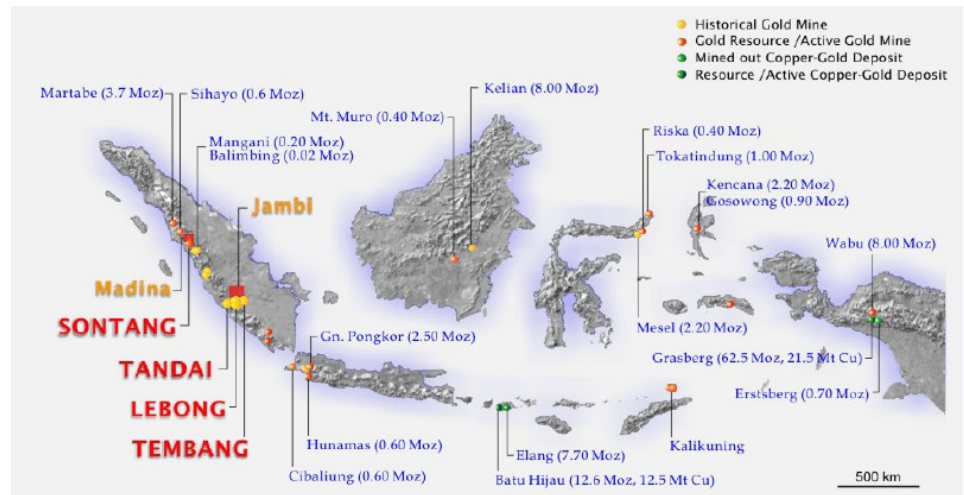 Historical Gold Mine
Gold Resource /Active Gold Mine
Mined out Copper-Gold Deposit
Resource /Active Copper-Gold Deposit
Martabe (3.7 Moz)
Sihayo (0.6 Moz)
Kelian (8.00 Moz)
Mt. Muro (0.40 Moz)
Mangani (0.20 Moz)
Balimbing (0.02 Moz)
Riska (0.40 Moz)
Tokatindung (1.00 Moz)
Kencana (2.20 Moz)
Gosowong (0.90 Moz)
Jambi
Wabu (8.00 Moz)
Madina
SONTANG
Gn. Pongkor (2.50 Moz)
Mesel (2.20 Moz)
TANDAI
Grasberg (62.5 Moz, 21.5 Mt Cu)
Erstsberg (0.70 Moz)
LEBONG
TEMBANG
Hunamas (0.60 Moz)
Kalikuning
Elang (7.70 Moz)
Cibaliung (0.60 Moz)
Batu Hijau (12.6 Moz, 12.5 Mt Cu)
500 km